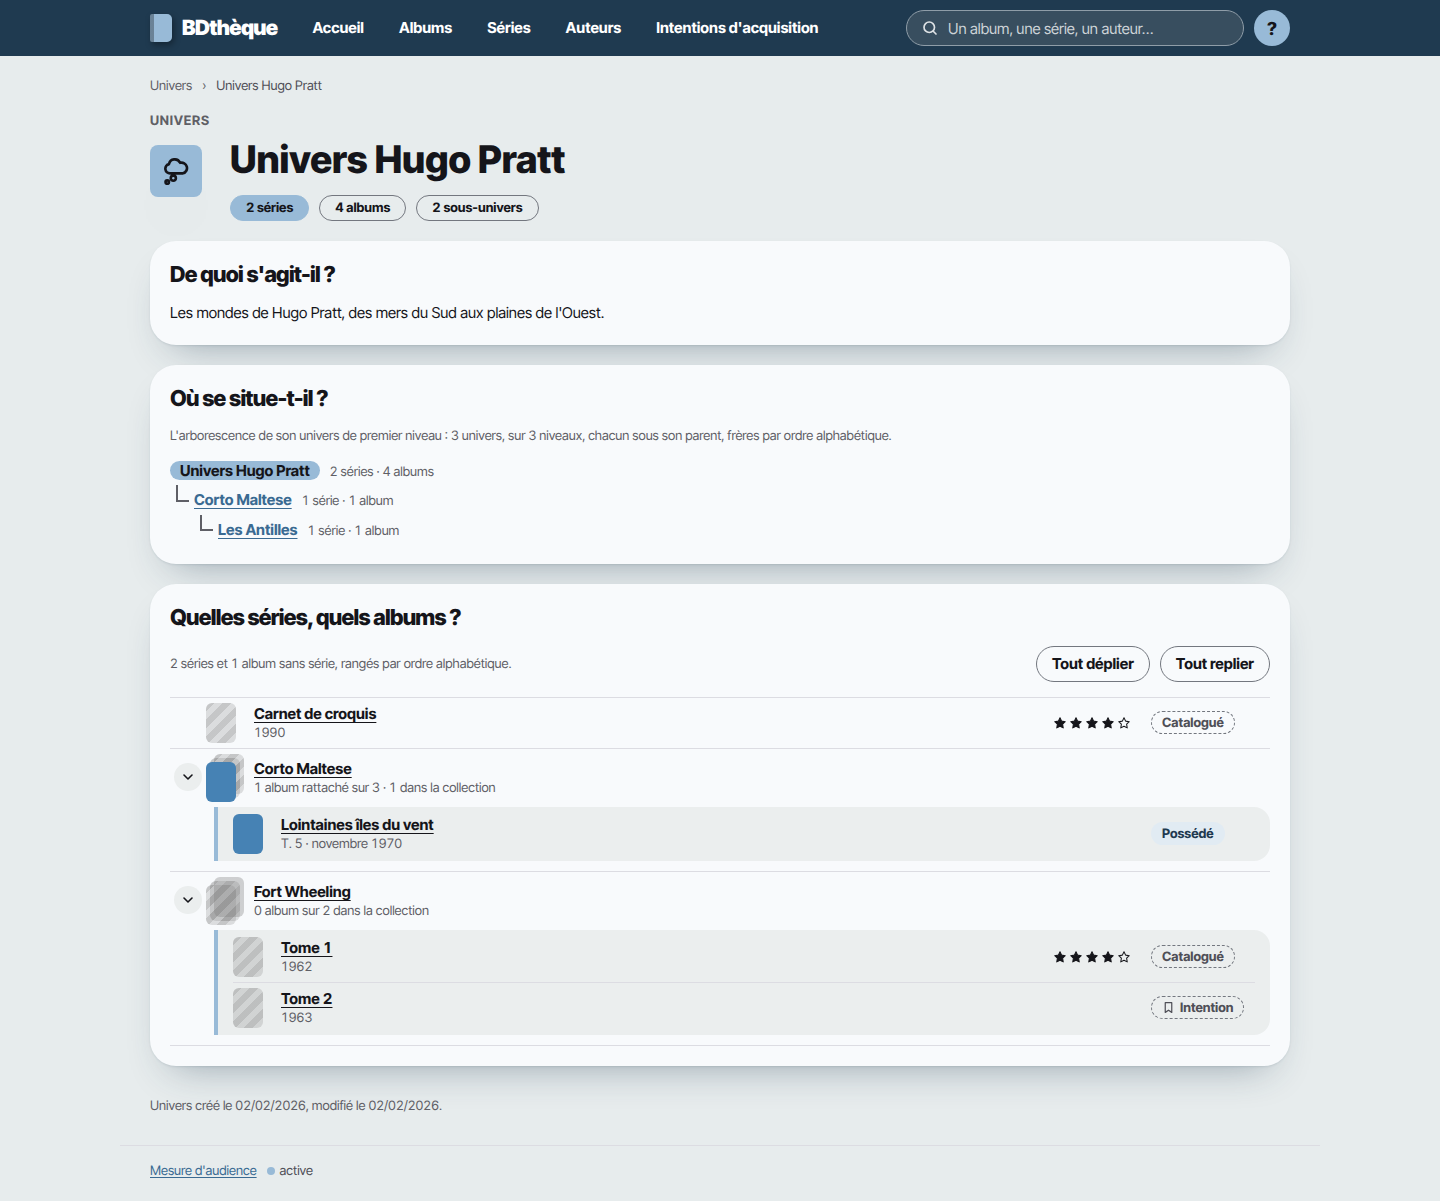 BDthèque
Accueil
Albums
Séries
Auteurs
Intentions d'acquisition
Un album, une série, un auteur...
?
Univers › Univers Hugo Pratt
UNIVERS
Univers Hugo Pratt
2 séries
4 albums
2 sous-univers
De quoi s'agit-il ?
Les mondes de Hugo Pratt, des mers du Sud aux plaines de l'Ouest.
Où se situe-t-il ?
L'arborescence de son univers de premier niveau : 3 univers, sur 3 niveaux, chacun sous son parent, frères par ordre alphabétique.
Univers Hugo Pratt 2 séries · 4 albums
Corto Maltese 1 série · 1 album
Les Antilles 1 série · 1 album
Quelles séries, quels albums ?
2 séries et 1 album sans série, rangés par ordre alphabétique.
Tout déplier
Tout replier
Carnet de croquis
1990
Catalogué
Corto Maltese
1 album rattaché sur 3 · 1 dans la collection
Lointaines îles du vent
T. 5 · novembre 1970
Possédé
Fort Wheeling
0 album sur 2 dans la collection
Tome 1
1962
Catalogué
Tome 2
1963
Intention
Univers créé le 02/02/2026, modifié le 02/02/2026.
Mesure d'audience
active